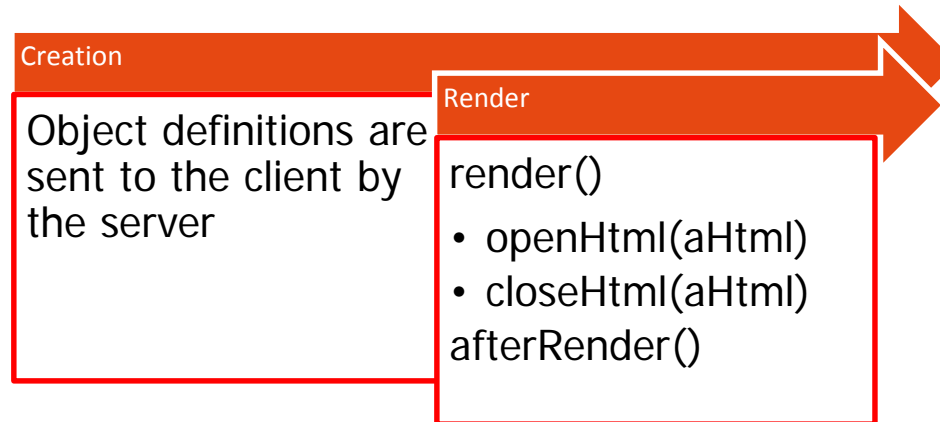 Creation
Object definitions are
sent to the client by
the server
Render
render()
• openHtml(aHtml)
• closeHtml(aHtml)
afterRender()